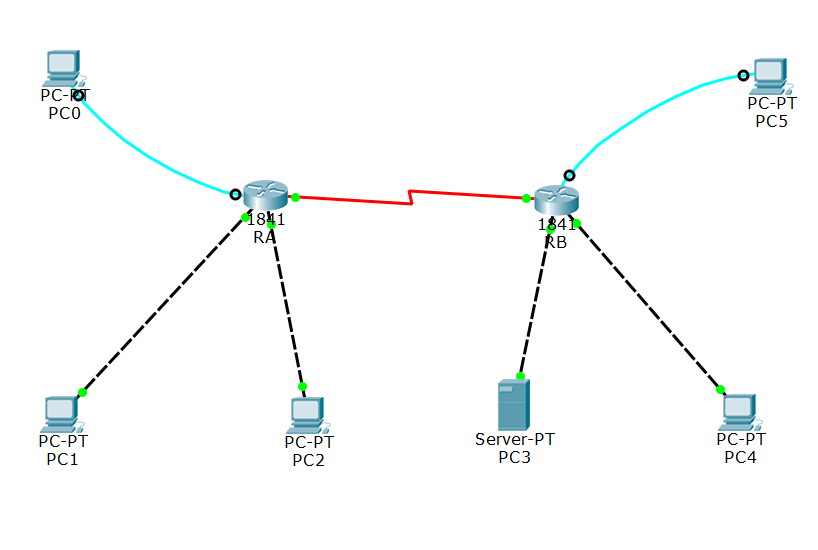 PC-PT
PC0
PC-PT
PC5
1841
RA
1841
RB
PC-PT
PC1
PC-PT
PC2
Server-PT
PC3
PC-PT
PC4